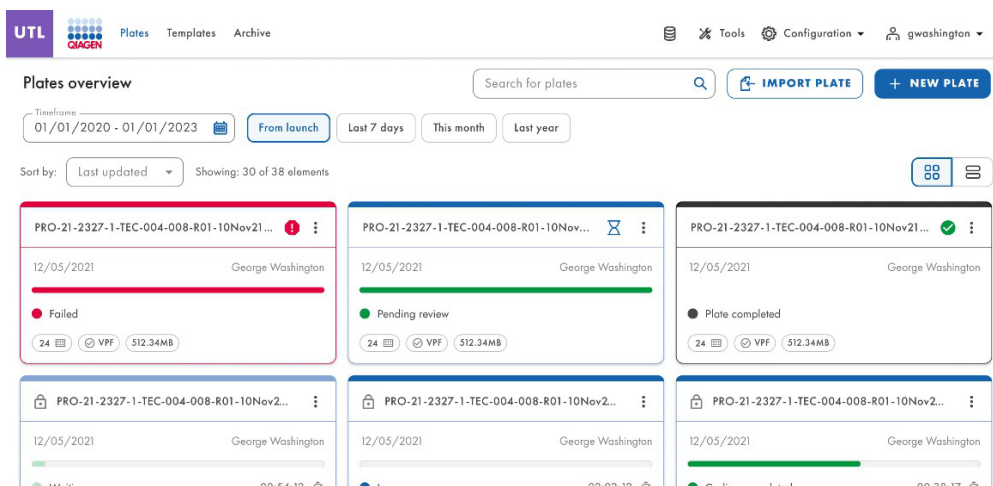 UTL QIAGEN Plates Templates Archive Tools Configuration gwashington
Plates overview Search for plates IMPORT PLATE + NEW PLATE
Timeframe
01/01/2020 - 01/01/2023 From launch Last 7 days This month Last year
Sort by: Last updated Showing: 30 of 38 elements
PRO-21-2327-1-TEC-004-008-R01-10Nov21... PRO-21-2327-1-TEC-004-008-R01-10Nov... PRO-21-2327-1-TEC-004-008-R01-10Nov21...
12/05/2021 George Washington 12/05/2021 George Washington 12/05/2021 George Washington
Failed Pending review Plate completed
24 VPF 512.34MB 24 VPF 512.34MB 24 VPF 512.34MB
PRO-21-2327-1-TEC-004-008-R01-10Nov2... PRO-21-2327-1-TEC-004-008-R01-10Nov2... PRO-21-2327-1-TEC-004-008-R01-10Nov2...
12/05/2021 George Washington 12/05/2021 George Washington 12/05/2021 George Washington